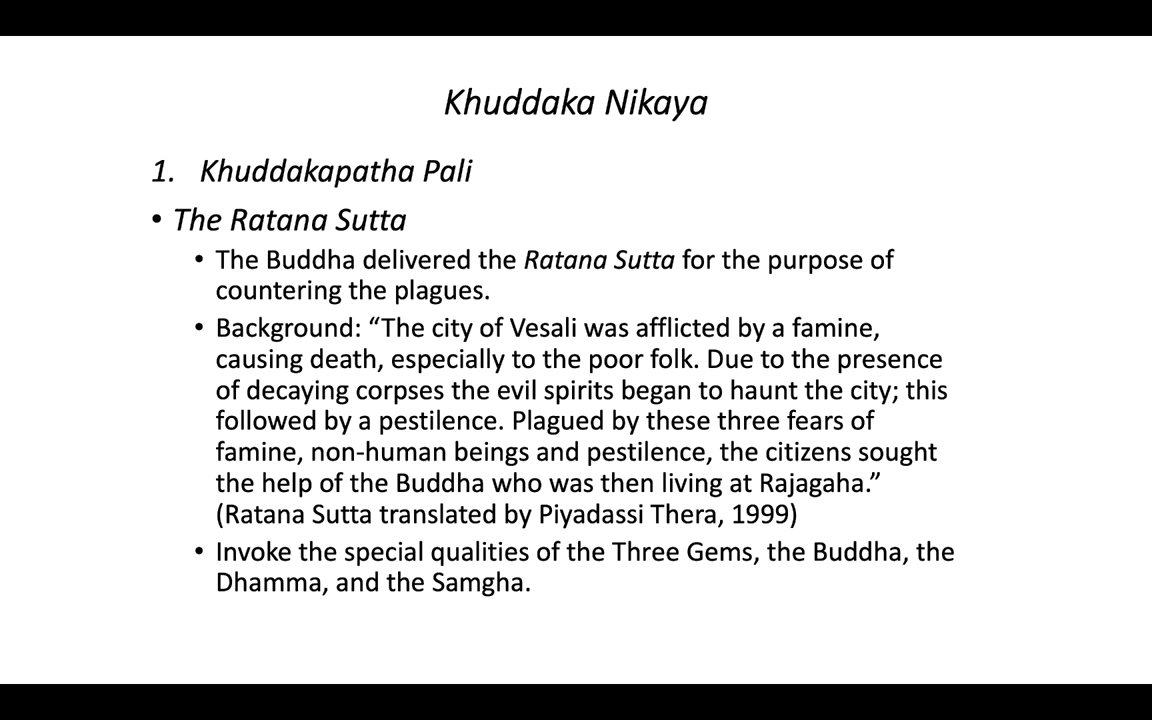 Khuddaka Nikaya
1. Khuddakapatha Pali
• The Ratana Sutta
• The Buddha delivered the Ratana Sutta for the purpose of
countering the plagues.
• Background: “The city of Vesali was afflicted by a famine,
causing death, especially to the poor folk. Due to the presence
of decaying corpses the evil spirits began to haunt the city; this
followed by a pestilence. Plagued by these three fears of
famine, non-human beings and pestilence, the citizens sought
the help of the Buddha who was then living at Rajagaha.”
(Ratana Sutta translated by Piyadassi Thera, 1999)
• Invoke the special qualities of the Three Gems, the Buddha, the
Dhamma, and the Samgha.